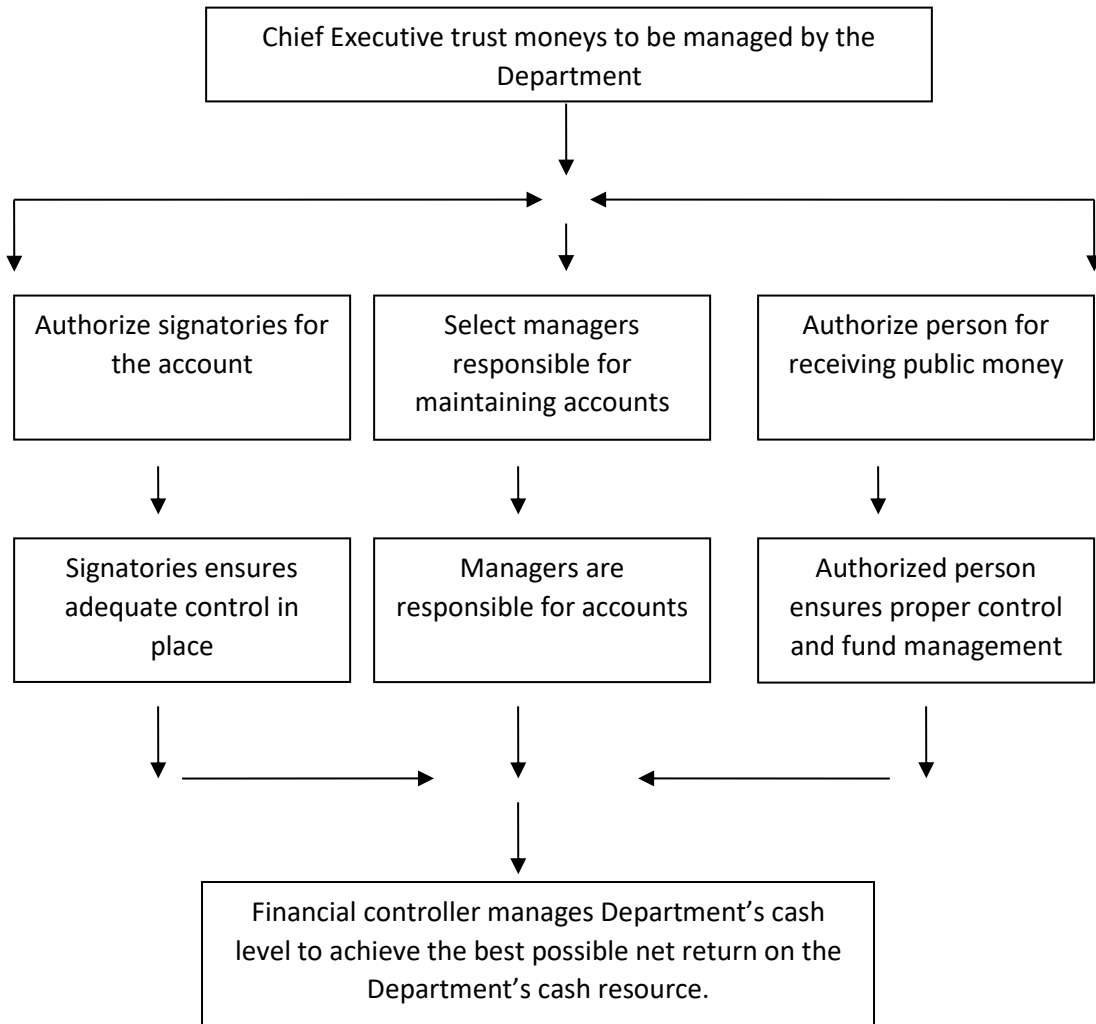 Chief Executive trust moneys to be managed by the
Department
Authorize signatories for
the account
Select managers
responsible for
maintaining accounts
Authorize person for
receiving public money
Signatories ensures
adequate control in
place
Managers are
responsible for accounts
Authorized person
ensures proper control
and fund management
Financial controller manages Department’s cash
level to achieve the best possible net return on the
Department’s cash resource.